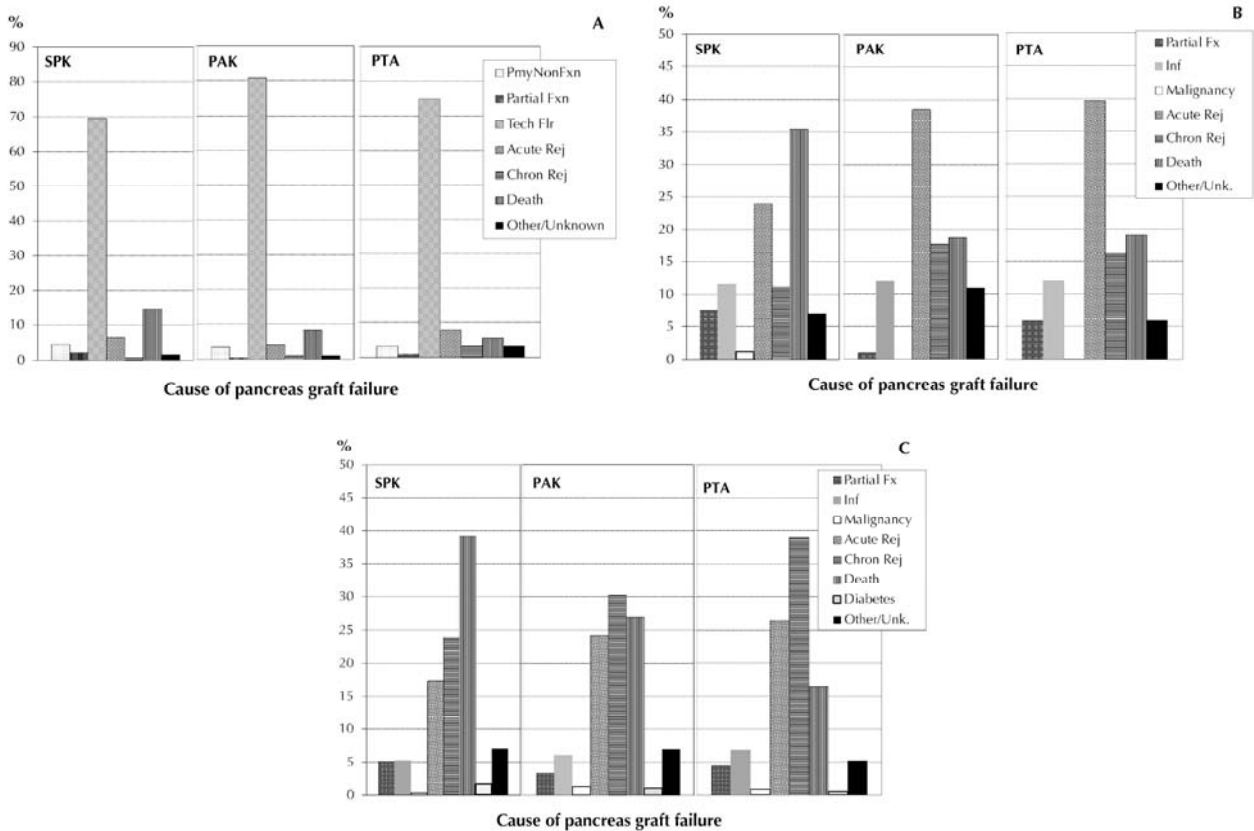 %
A
90
80
70
60
50
40
30
20
10
0
SPK
PAK
PTA
PmyNonFxn
Partial Fxn
Tech Flr
Acute Rej
Chron Rej
Death
Other/Unknown
Cause of pancreas graft failure
%
B
50
45
40
35
30
25
20
15
10
5
0
SPK
PAK
PTA
Partial Fx
Inf
Malignancy
Acute Rej
Chron Rej
Death
Other/Unk.
Cause of pancreas graft failure
%
C
50
45
40
35
30
25
20
15
10
5
0
SPK
PAK
PTA
Partial Fx
Inf
Malignancy
Acute Rej
Chron Rej
Death
Diabetes
Other/Unk.
Cause of pancreas graft failure